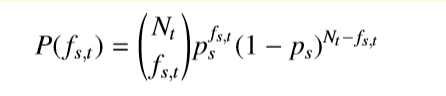 $P(f_{s,t}) = \binom{N_t}{f_{s,t}} p_s^{f_{s,t}} (1 - p_s)^{N_t - f_{s,t}}$